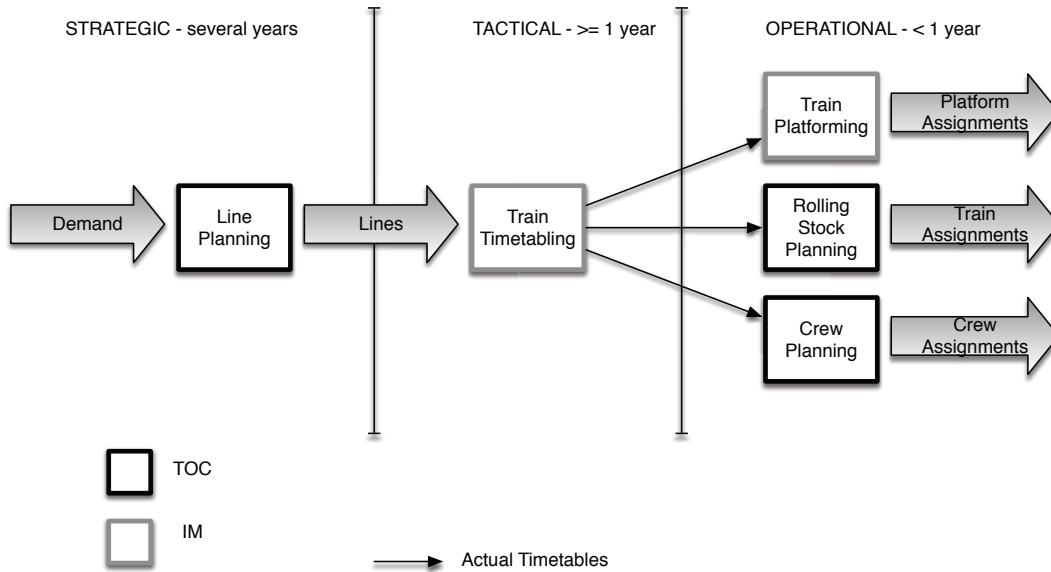 STRATEGIC - several years
TACTICAL - >= 1 year
OPERATIONAL - < 1 year
Train
Platforming
Platform
Assignments
Demand
Line
Planning
Lines
Train
Timetabling
Rolling
Stock
Planning
Train
Assignments
Crew
Planning
Crew
Assignments
TOC
IM
Actual Timetables